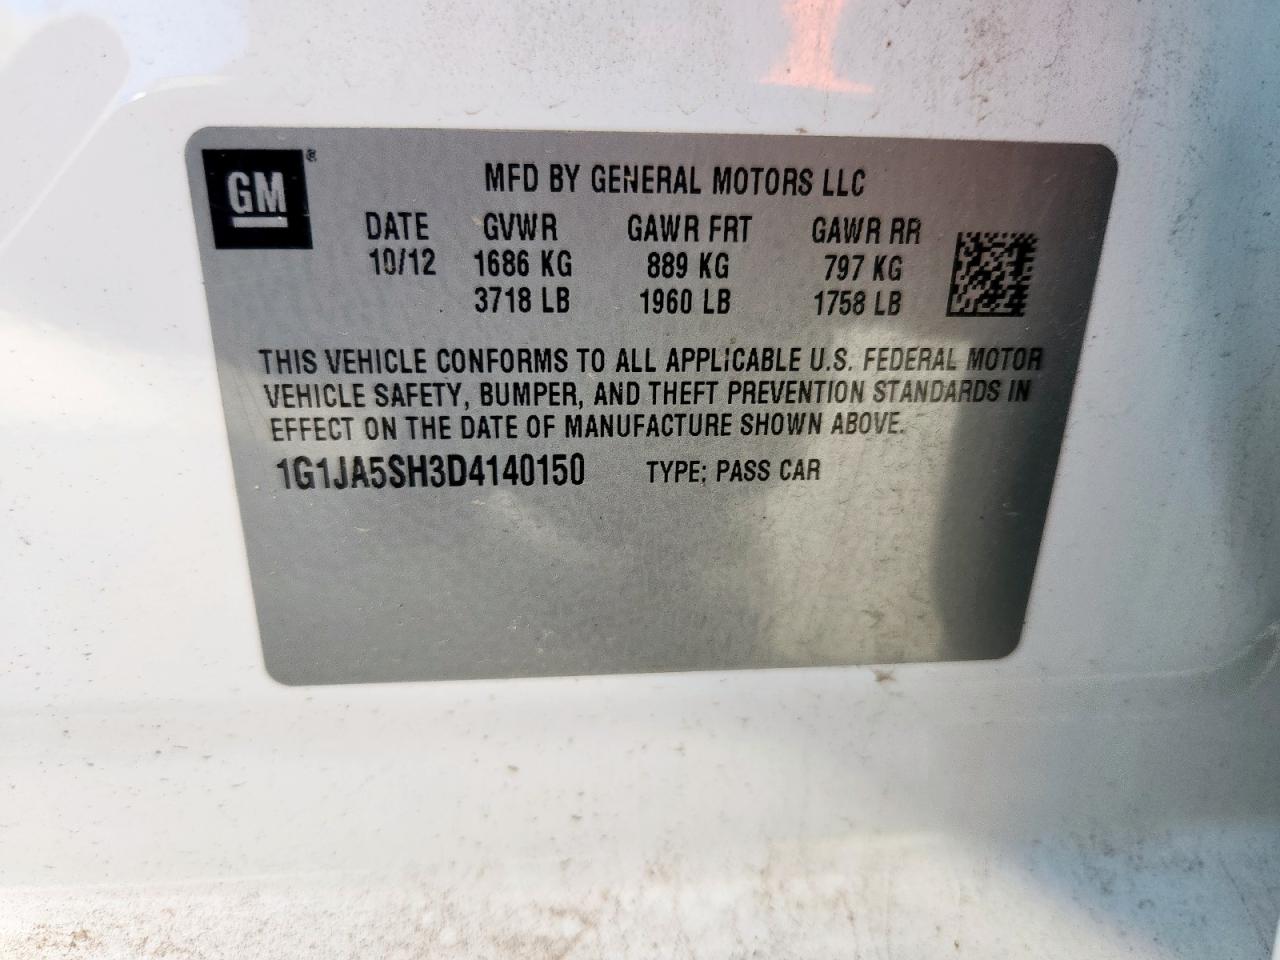 GM®
MFD BY GENERAL MOTORS LLC
DATE GVWR GAWR FRT GAWR RR
10/12 1686 KG 889 KG 797 KG
3718 LB 1960 LB 1758 LB
THIS VEHICLE CONFORMS TO ALL APPLICABLE U.S. FEDERAL MOTOR
VEHICLE SAFETY, BUMPER, AND THEFT PREVENTION STANDARDS IN
EFFECT ON THE DATE OF MANUFACTURE SHOWN ABOVE.
1G1JA5SH3D4140150 TYPE: PASS CAR